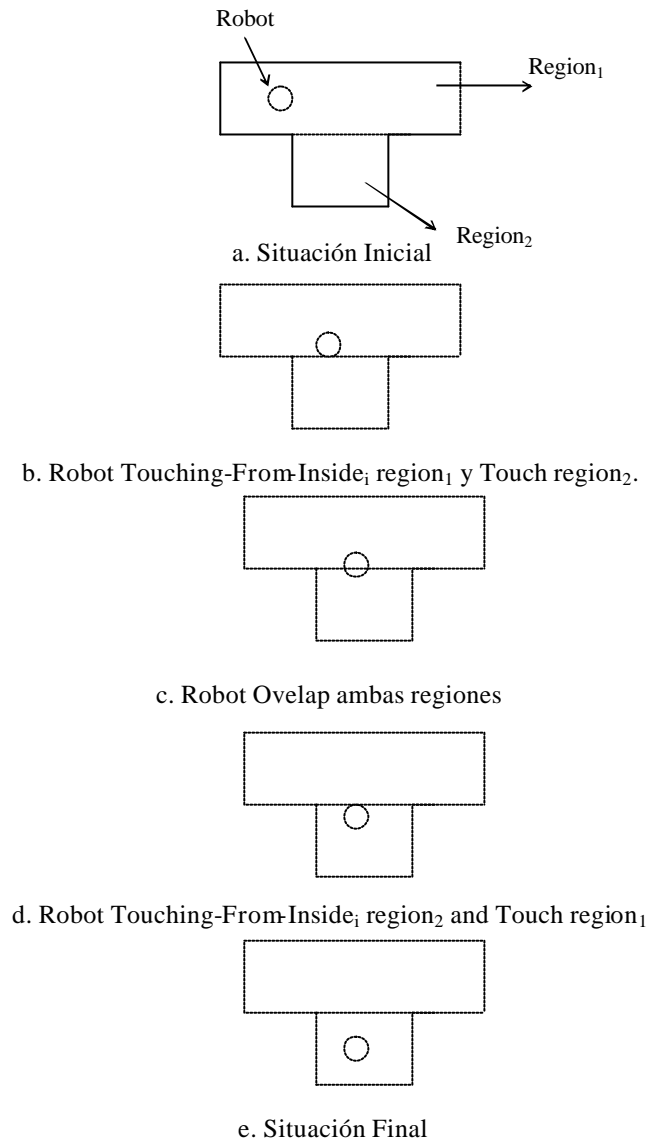 Robot
Region₁
Region₂
a. Situación Inicial
b. Robot Touching-From-Insideᵢ region₁ y Touch region₂.
c. Robot Ovelap ambas regiones
d. Robot Touching-From-Insideᵢ region₂ and Touch region₁
e. Situación Final